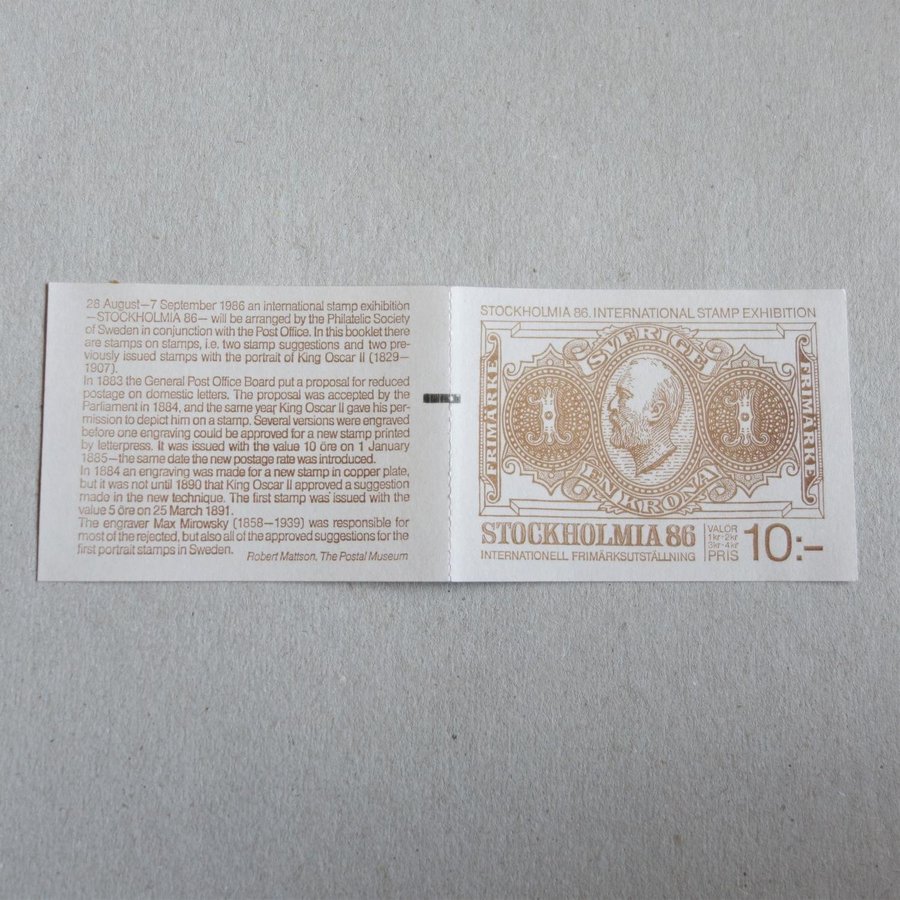 28 August—7 September 1986 an international stamp exhibition
—STOCKHOLMIA 86— will be arranged by the Philatelic Society
of Sweden in conjunction with the Post Office. In this booklet there
are stamps on stamps, i.e. two stamp suggestions and two pre-
viously issued stamps with the portrait of King Oscar II (1829—
1907).
In 1883 the General Post Office Board put a proposal for reduced
postage on domestic letters. The proposal was accepted by the
Parliament in 1884, and the same year King Oscar II gave his per-
mission to depict him on a stamp. Several versions were engraved
before one engraving could be approved for a new stamp printed
by letterpress. It was issued with the value 10 öre on 1 January
1885—the same date the new postage rate was introduced.
In 1884 an engraving was made for a new stamp in copper plate,
but it was not until 1890 that King Oscar II approved a suggestion
made in the new technique. The first stamp was issued with the
value 5 öre on 25 March 1891.
The engraver Max Mirowsky (1858—1939) was responsible for
most of the rejected, but also all of the approved suggestions for the
first portrait stamps in Sweden.
Robert Mattson, The Postal Museum
STOCKHOLMIA 86. INTERNATIONAL STAMP EXHIBITION
FRIMÄRKE
SVERIGE
FRIMÄRKE
1
1
EN KRONA
STOCKHOLMIA 86
INTERNATIONELL FRIMÄRKSUTSTÄLLNING
VALÖR
1kr-2kr
3kr-4kr
PRIS
10:-